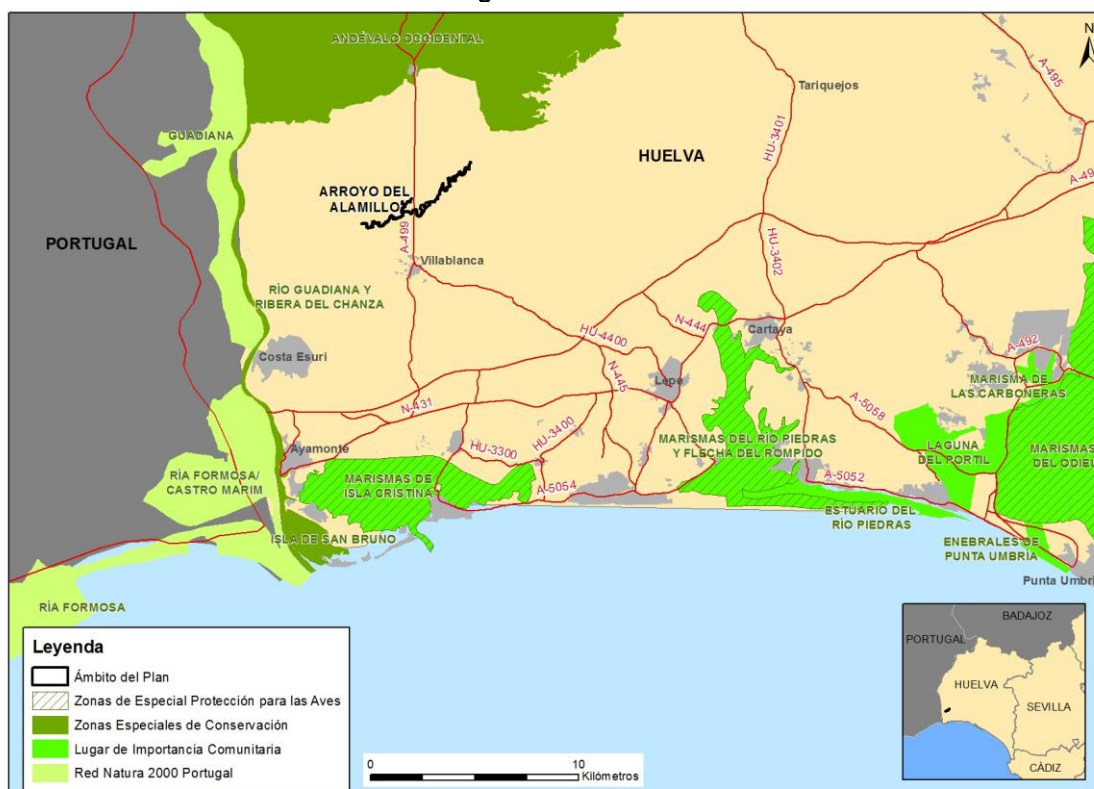 ANDÉVALO OCCIDENTAL
N
A-495
Tariquejos
GUADIANA
HU-3401
HUELVA
ARROYO DEL
ALAMILLO
PORTUGAL
A-499
Villablanca
HU-3402
RÍO GUADIANA Y
RIBERA DEL CHANZA
N-444
Cartaya
HU-4400
Costa Esuri
A-492
N-445
Lepe
MARISMA DE
LAS CARBONERAS
N-431
A-5058
HU-3400
Ayamonte
HU-3300
MARISMAS DEL RÍO PIEDRAS
Y FLECHA DEL ROMPIDO
LAGUNA
DEL PORTIL
MARISMAS
DEL ODIEL
RÍA FORMOSA/
CASTRO MARIM
MARISMAS DE
ISLA CRISTINA
A-5054
A-5052
ESTUARIO DEL
RÍO PIEDRAS
ISLA DE SAN BRUNO
ENEBRALES DE
PUNTA UMBRÍA
Punta Umbrí
RÍA FORMOSA
Leyenda
Ámbito del Plan
Zonas de Especial Protección para las Aves
Zonas Especiales de Conservación
Lugar de Importancia Comunitaria
Red Natura 2000 Portugal
0 10
Kilómetros
BADAJOZ
PORTUGAL
HUELVA
SEVILLA
CÁDIZ